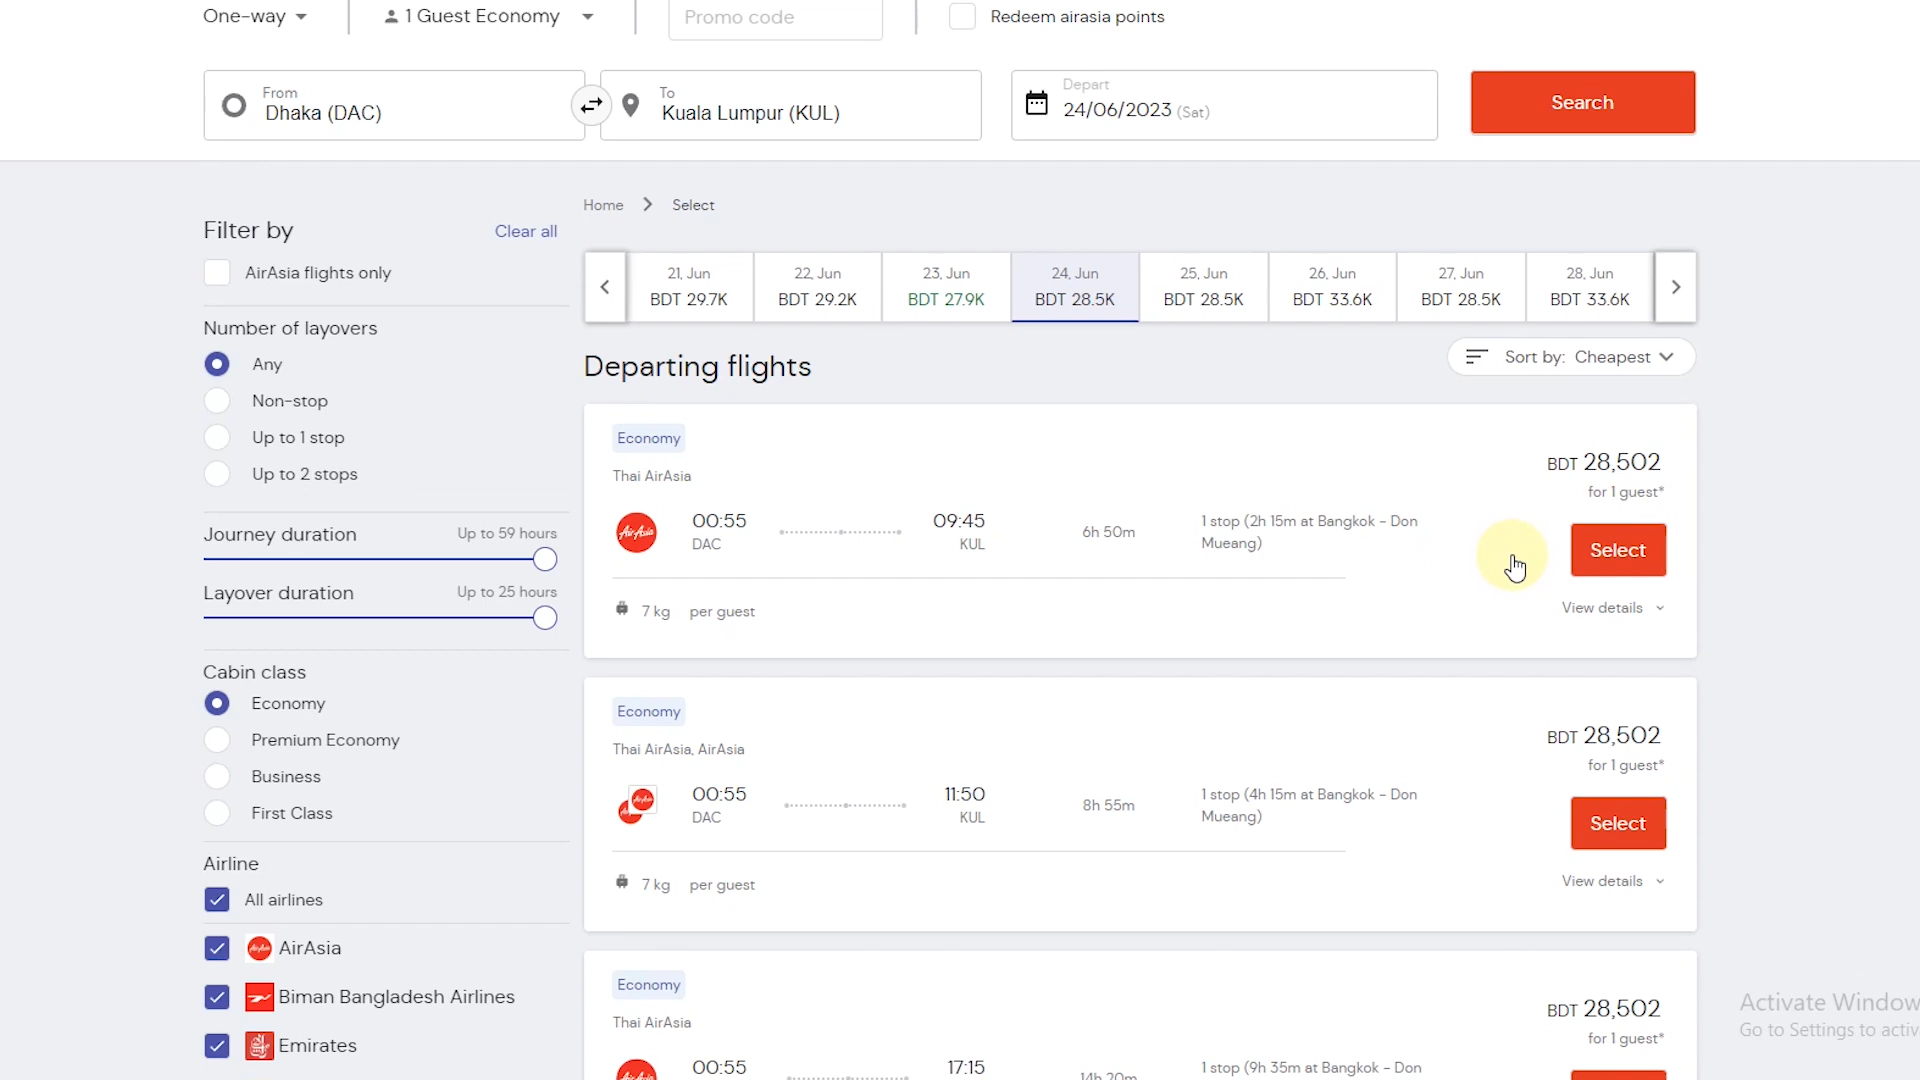 One-way
1 Guest Economy
Promo code
Redeem airasia points
From
Dhaka (DAC)
To
Kuala Lumpur (KUL)
Depart
24/06/2023 (Sat)
Search
Home > Select
Filter by
Clear all
AirAsia flights only
Number of layovers
Any
Non-stop
Up to 1 stop
Up to 2 stops
Journey duration
Up to 59 hours
Layover duration
Up to 25 hours
Cabin class
Economy
Premium Economy
Business
First Class
Airline
All airlines
AirAsia
Biman Bangladesh Airlines
Emirates
21, Jun
BDT 29.7K
22, Jun
BDT 29.2K
23, Jun
BDT 27.9K
24, Jun
BDT 28.5K
25, Jun
BDT 28.5K
26, Jun
BDT 33.6K
27, Jun
BDT 28.5K
28, Jun
BDT 33.6K
Departing flights
Sort by: Cheapest
Economy
Thai AirAsia
AirAsia
00:55
DAC
09:45
KUL
6h 50m
1 stop (2h 15m at Bangkok - Don
Mueang)
7 kg per guest
BDT 28,502
for 1 guest*
Select
View details
Economy
Thai AirAsia, AirAsia
00:55
DAC
11:50
KUL
8h 55m
1 stop (4h 15m at Bangkok - Don
Mueang)
7 kg per guest
BDT 28,502
for 1 guest*
Select
View details
Economy
Thai AirAsia
AirAsia
00:55
17:15
14h 20m
1 stop (9h 35m at Bangkok - Don
BDT 28,502
for 1 guest*
Activate Window
Go to Settings to activ